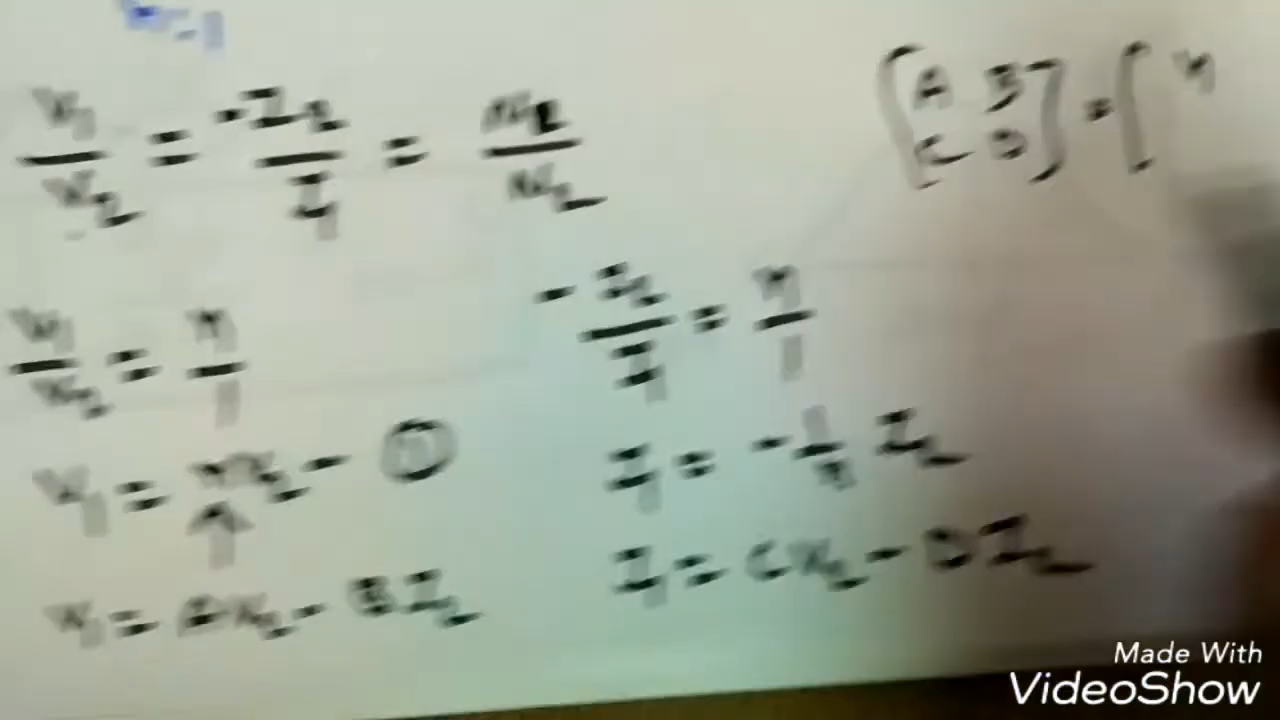 V1/V2 = -I2/I1 = N1/N2
[A B
C D] = [n
V1/V2 = n/1
-I2/I1 = n/1
V1 = nV2 - ①
I1 = -1/n I2
↑
V1 = AV2 - BI2
I1 = CV2 - DI2
Made With
VideoShow